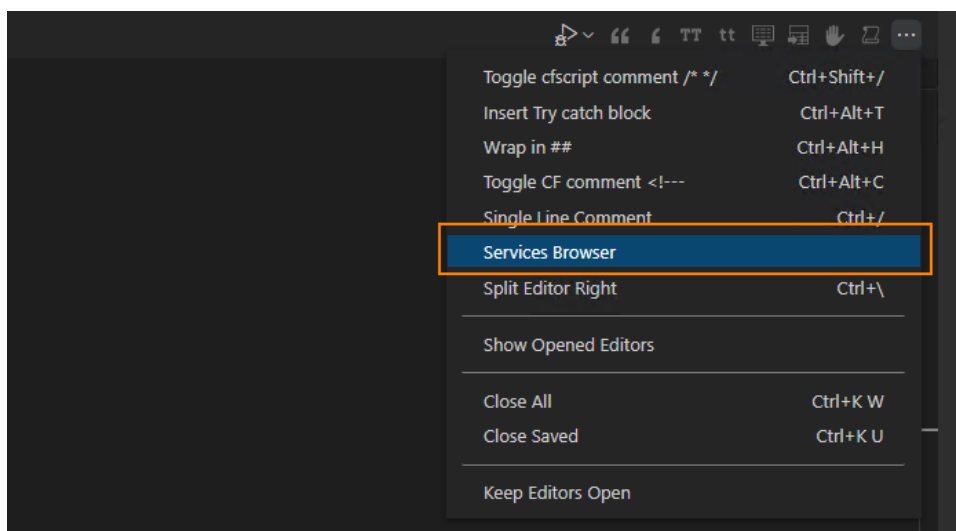 “ ‘ TT tt ...
Toggle cfscript comment /* */ Ctrl+Shift+/
Insert Try catch block Ctrl+Alt+T
Wrap in ## Ctrl+Alt+H
Toggle CF comment <!--- Ctrl+Alt+C
Single Line Comment Ctrl+/
Services Browser
Split Editor Right Ctrl+\
Show Opened Editors
Close All Ctrl+K W
Close Saved Ctrl+K U
Keep Editors Open